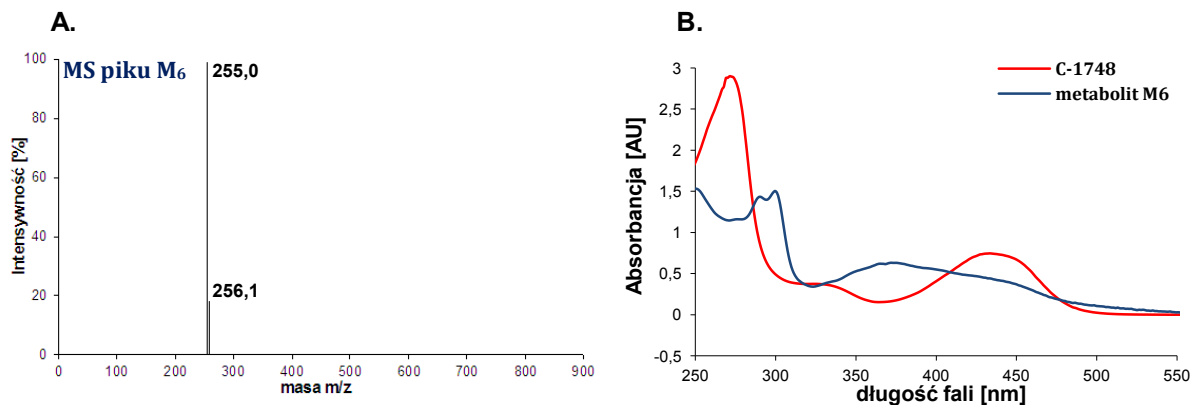 A.
MS piku M₆
255,0
256,1
Intensywność [%]
100
80
60
40
20
0
0 100 200 300 400 500 600 700 800 900
masa m/z
B.
C-1748
metabolit M6
Absorbancja [AU]
3
2,5
2
1,5
1
0,5
0
-0,5
250 300 350 400 450 500 550
długość fali [nm]